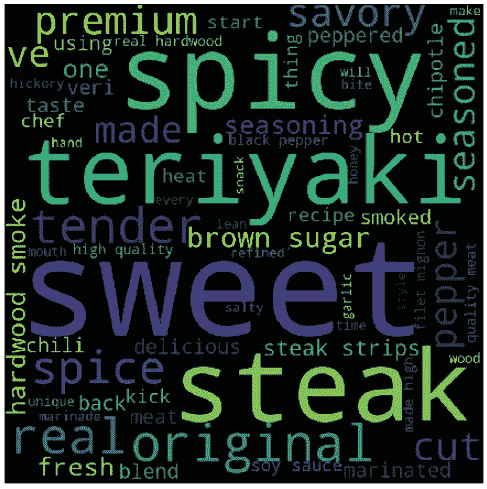 premium
start
savory
make
ve
using
real hardwood
peppered
spicy
one
veri
thing
will
bite
chipotle
seasoned
hickory
taste
chef
made
seasoning
hot
black pepper
hand
teriyaki
heat
snack
honey
every
lean
recipe
smoked
tender
mouth
high quality
refined
brown sugar
hardwood smoke
sweet
salty
garlic
time
style
filet mignon
pepper
quality meat
chili
delicious
steak strips
wood
made high
spice
back
kick
steak
unique
marinade
meat
real
original
cut
fresh
blend
soy sauce
marinated